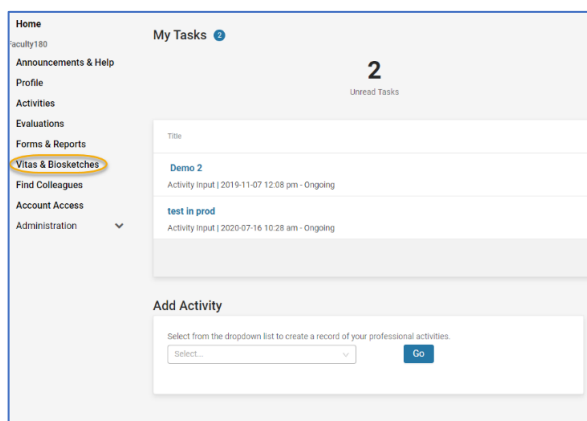 Home
Faculty180
Announcements & Help
Profile
Activities
Evaluations
Forms & Reports
Vitas & Biosketches
Find Colleagues
Account Access
Administration
My Tasks 2
2
Unread Tasks
Title
Demo 2
Activity Input | 2019-11-07 12:08 pm - Ongoing
test in prod
Activity Input | 2020-07-16 10:28 am - Ongoing
Add Activity
Select from the dropdown list to create a record of your professional activities.
Select...
Go